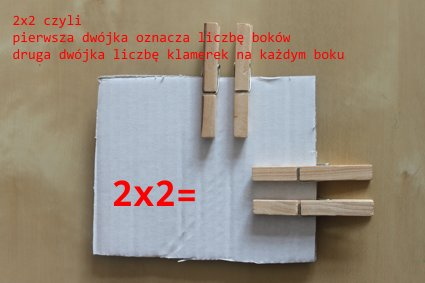 2x2 czyli
pierwsza dwójka oznacza liczbę boków
druga dwójka liczbę klamerek na każdym boku
2x2=